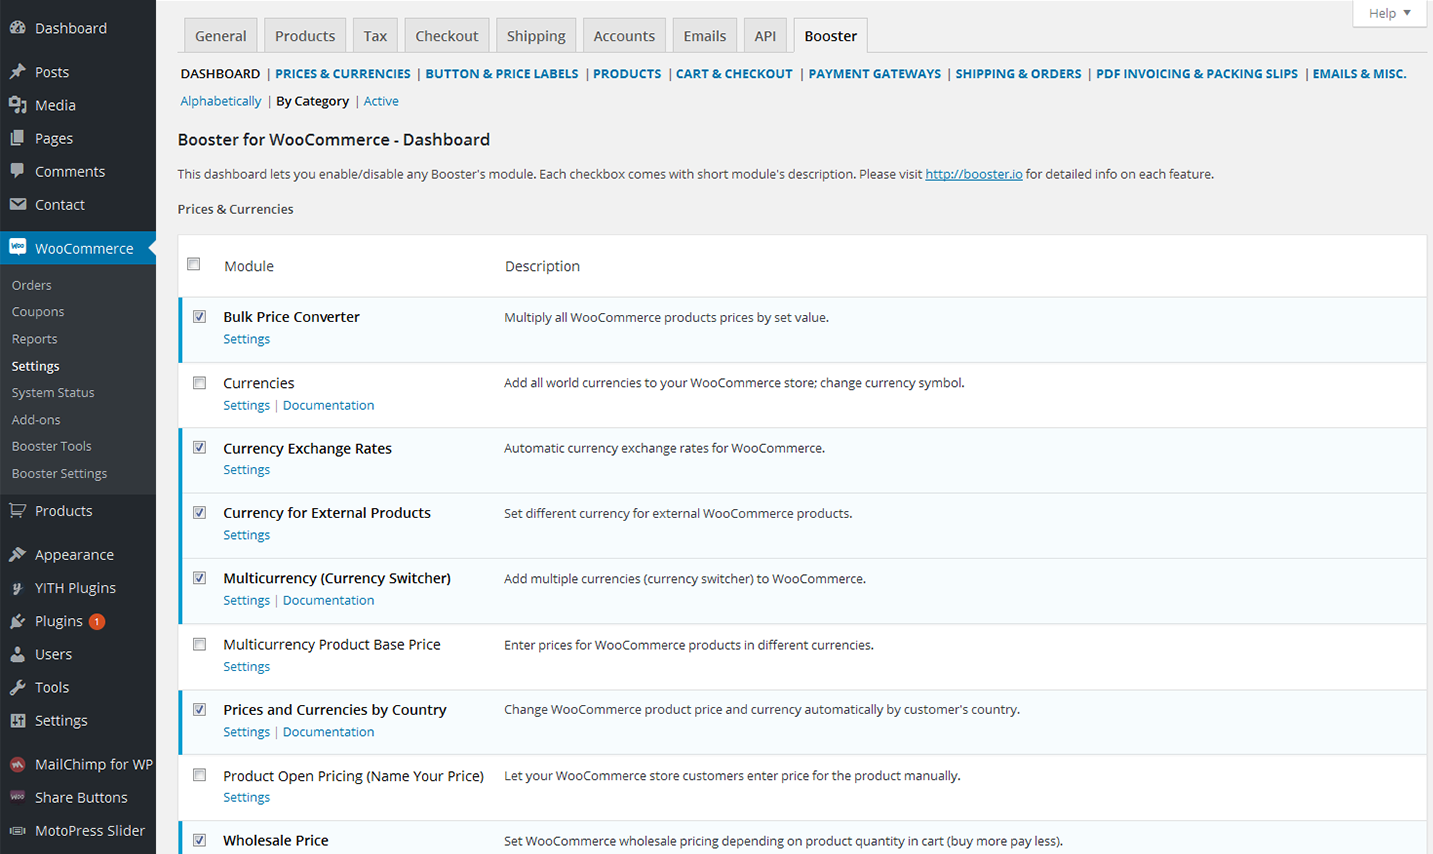 Dashboard
Posts
Media
Pages
Comments
Contact
WooCommerce
Orders
Coupons
Reports
Settings
System Status
Add-ons
Booster Tools
Booster Settings
Products
Appearance
YITH Plugins
Plugins 1
Users
Tools
Settings
MailChimp for WP
Share Buttons
MotoPress Slider
Help
General Products Tax Checkout Shipping Accounts Emails API Booster
DASHBOARD | PRICES & CURRENCIES | BUTTON & PRICE LABELS | PRODUCTS | CART & CHECKOUT | PAYMENT GATEWAYS | SHIPPING & ORDERS | PDF INVOICING & PACKING SLIPS | EMAILS & MISC.
Alphabetically | By Category | Active
Booster for WooCommerce - Dashboard
This dashboard lets you enable/disable any Booster's module. Each checkbox comes with short module's description. Please visit http://booster.io for detailed info on each feature.
Prices & Currencies
Module Description
Bulk Price Converter Multiply all WooCommerce products prices by set value.
Settings
Currencies Add all world currencies to your WooCommerce store; change currency symbol.
Settings | Documentation
Currency Exchange Rates Automatic currency exchange rates for WooCommerce.
Settings
Currency for External Products Set different currency for external WooCommerce products.
Settings
Multicurrency (Currency Switcher) Add multiple currencies (currency switcher) to WooCommerce.
Settings | Documentation
Multicurrency Product Base Price Enter prices for WooCommerce products in different currencies.
Settings
Prices and Currencies by Country Change WooCommerce product price and currency automatically by customer's country.
Settings | Documentation
Product Open Pricing (Name Your Price) Let your WooCommerce store customers enter price for the product manually.
Settings
Wholesale Price Set WooCommerce wholesale pricing depending on product quantity in cart (buy more pay less).